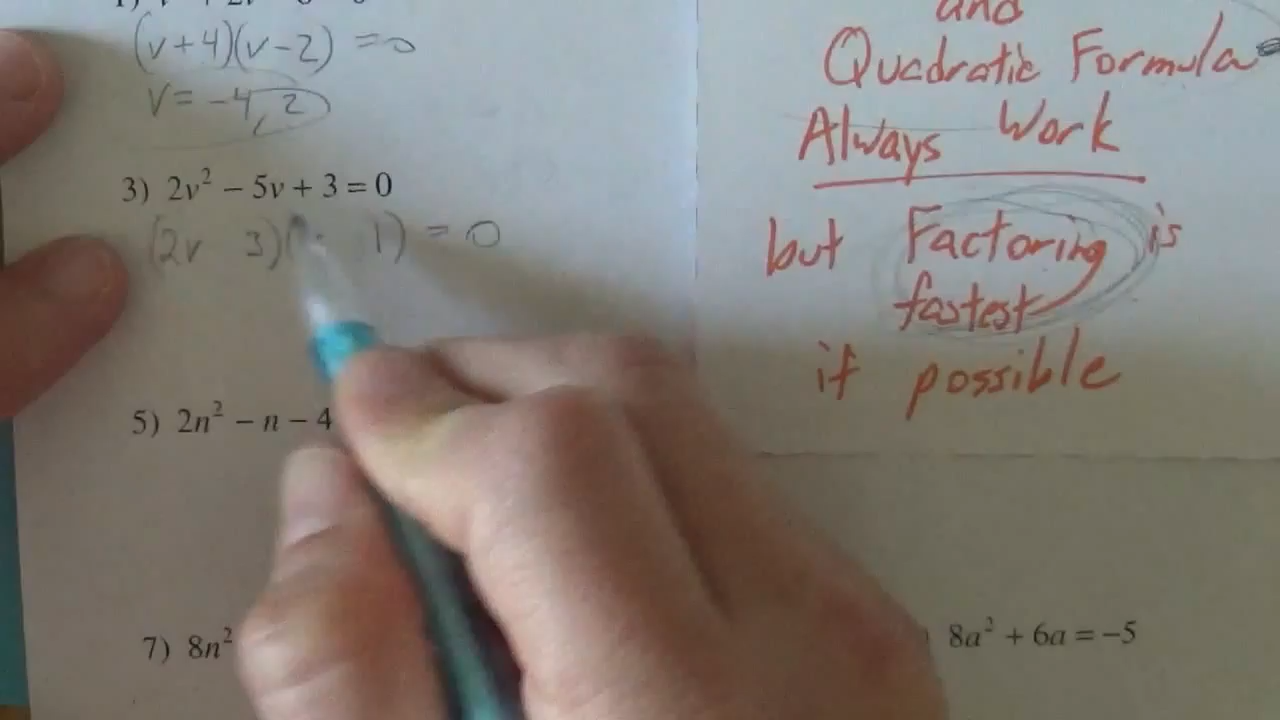 (v+4)(v-2) = 0
v = -4, 2
3) 2v² − 5v + 3 = 0
(2v 3)( 1) = 0
5) 2n² − n − 4
7) 8n²
and
Quadratic Formula
Always Work
but Factoring is
fastest
if possible
8a² + 6a = −5